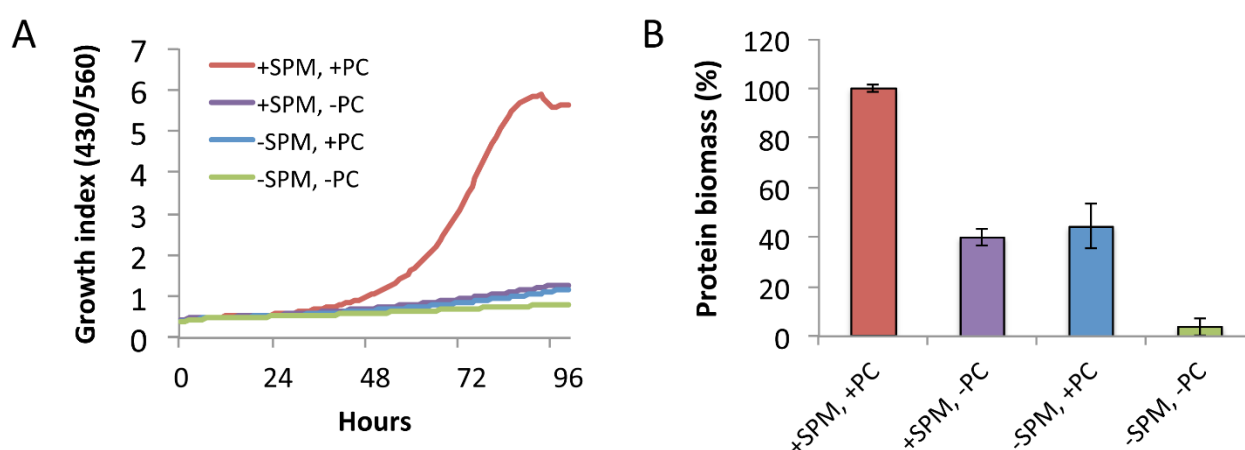 A
Growth index (430/560)
7
6
5
4
3
2
1
0
+SPM, +PC
+SPM, -PC
-SPM, +PC
-SPM, -PC
0 24 48 72 96
Hours
B
Protein biomass (%)
120
100
80
60
40
20
0
+SPM, +PC
+SPM, -PC
-SPM, +PC
-SPM, -PC